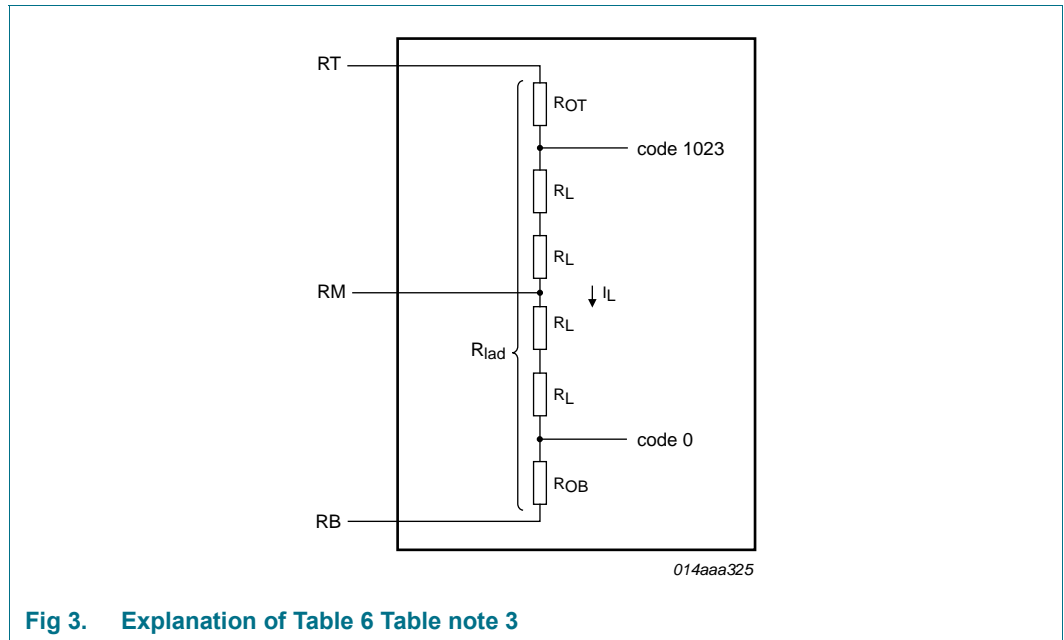 RT
ROT
code 1023
RL
RL
RM
IL
RL
Rlad
RL
code 0
ROB
RB
014aaa325
Fig 3. Explanation of Table 6 Table note 3